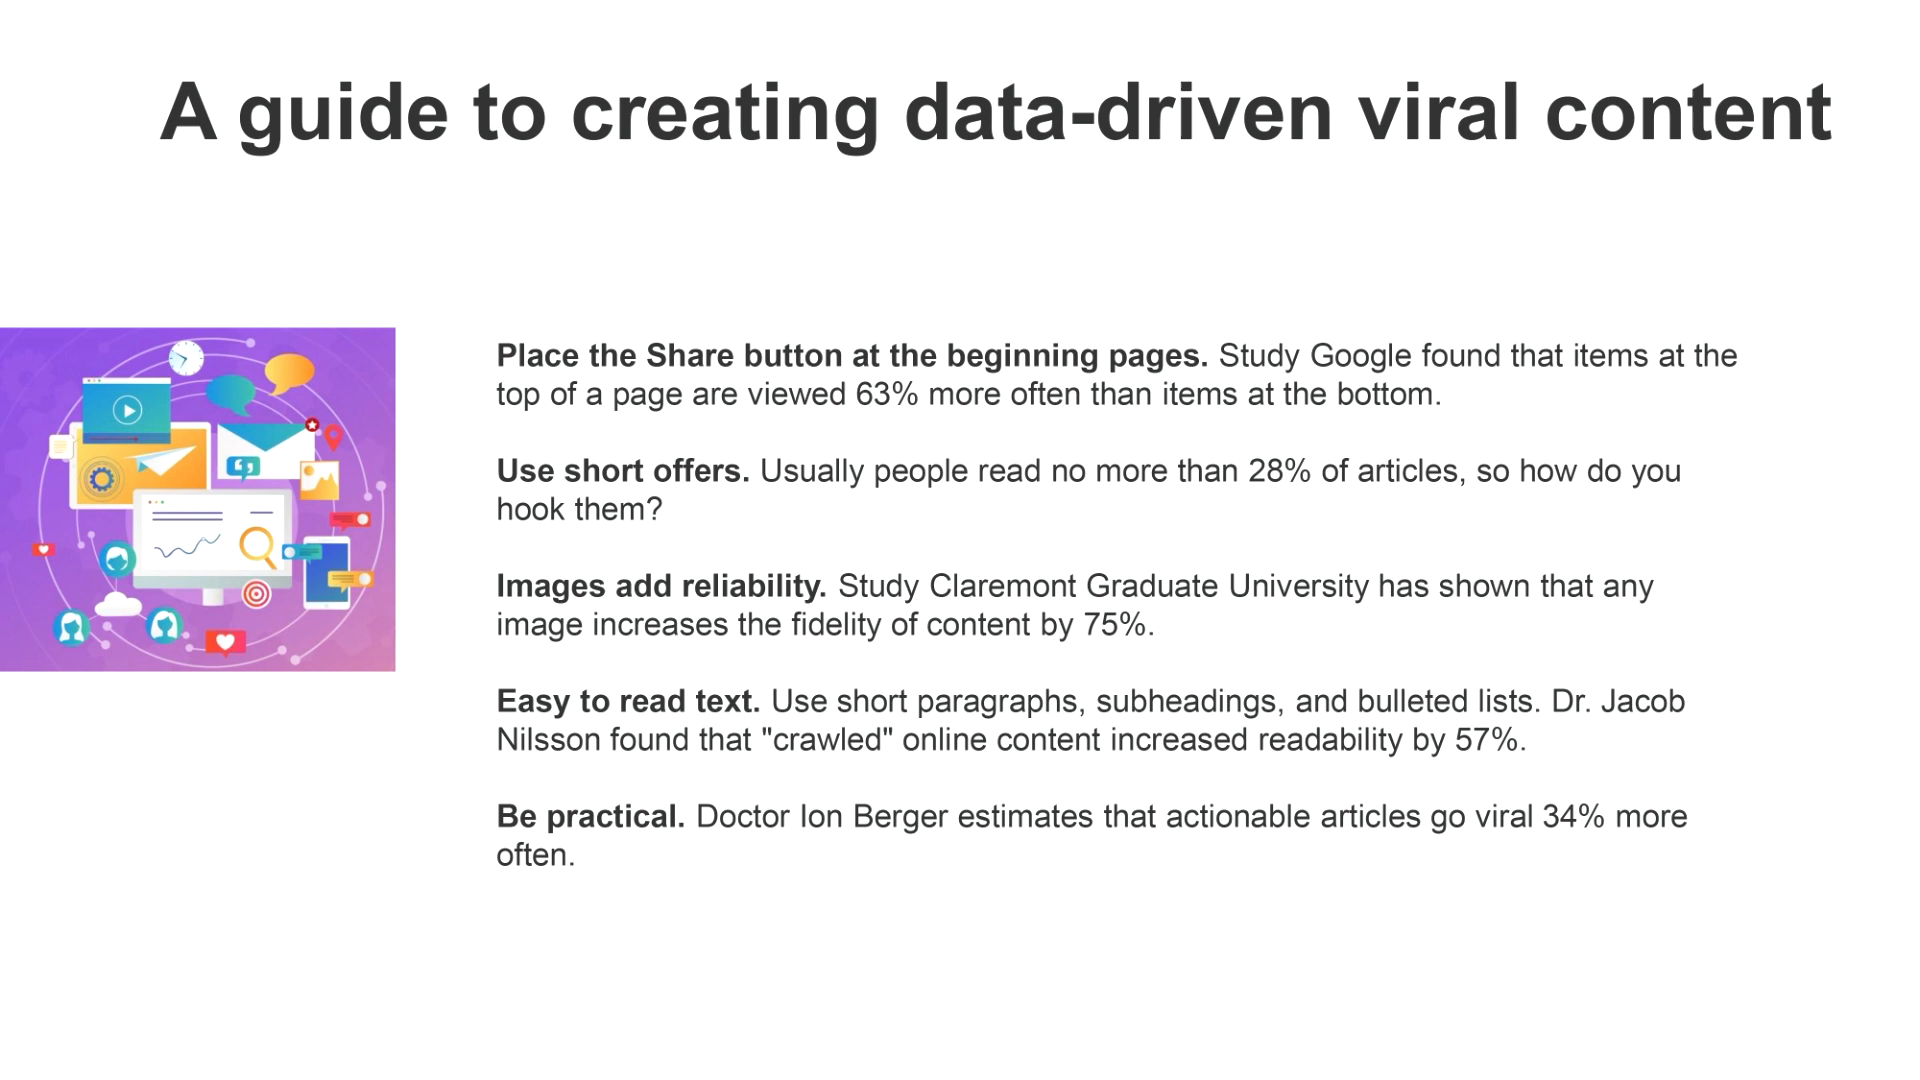 A guide to creating data-driven viral content
Place the Share button at the beginning pages. Study Google found that items at the
top of a page are viewed 63% more often than items at the bottom.
Use short offers. Usually people read no more than 28% of articles, so how do you
hook them?
Images add reliability. Study Claremont Graduate University has shown that any
image increases the fidelity of content by 75%.
Easy to read text. Use short paragraphs, subheadings, and bulleted lists. Dr. Jacob
Nilsson found that "crawled" online content increased readability by 57%.
Be practical. Doctor Ion Berger estimates that actionable articles go viral 34% more
often.